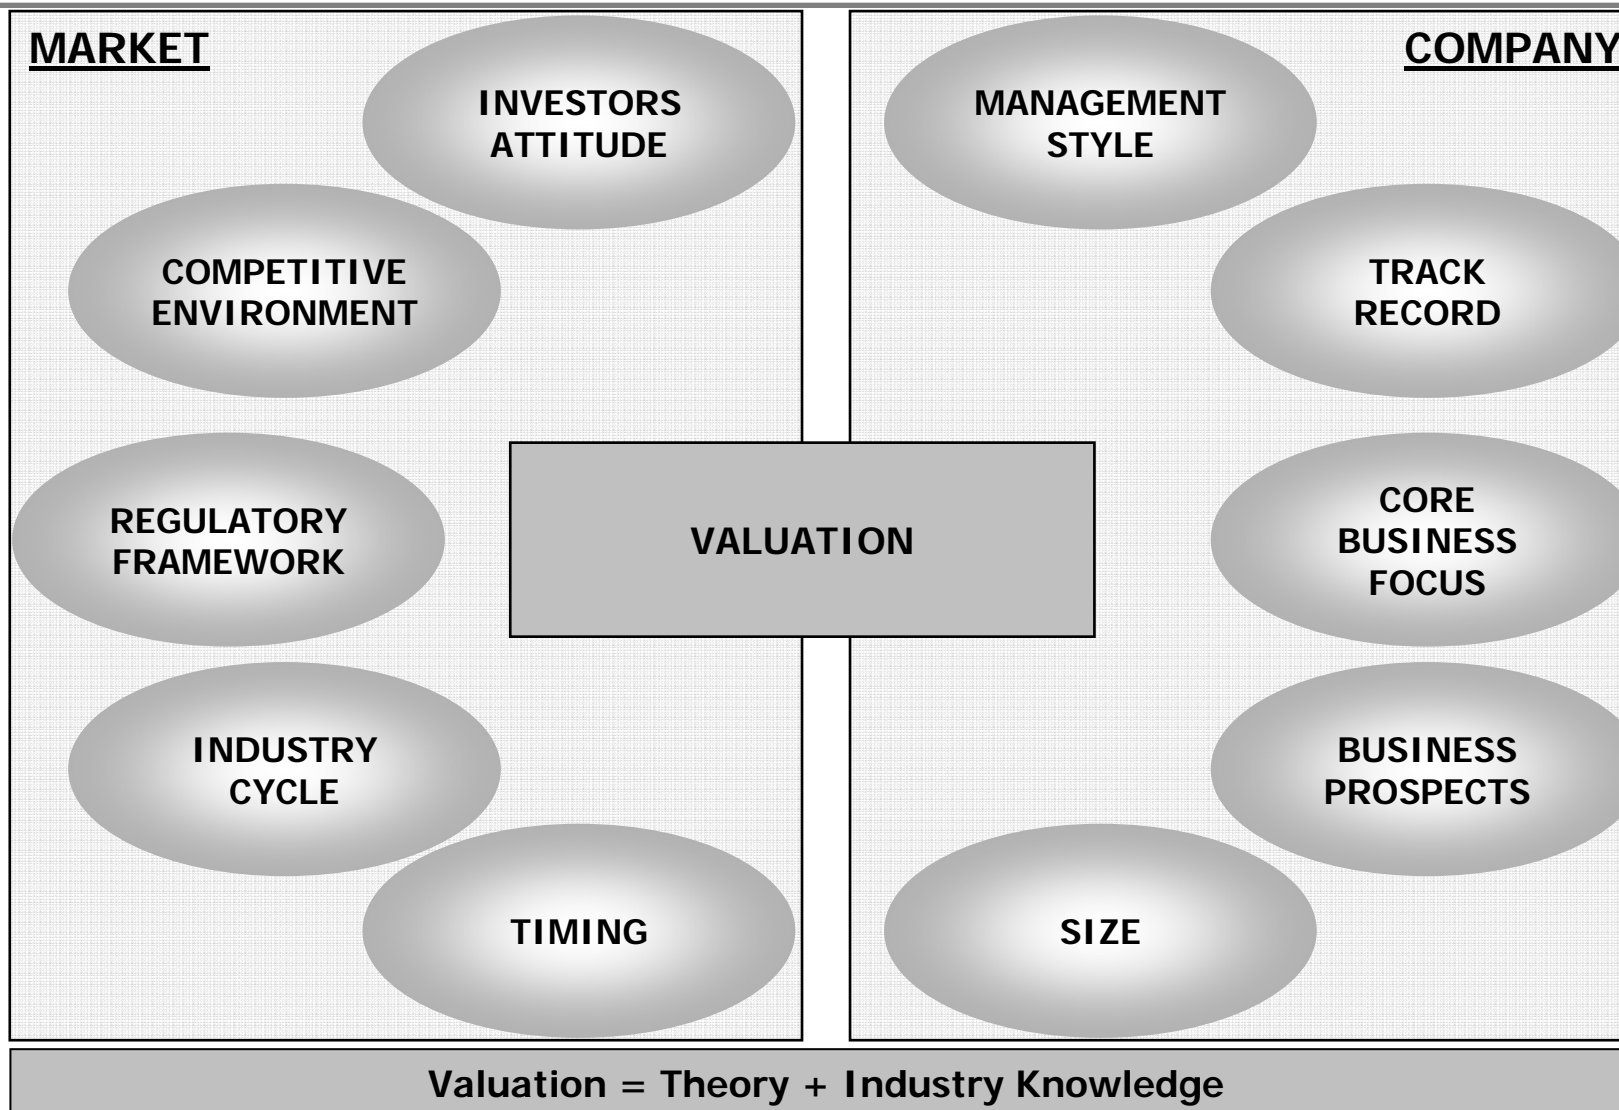 MARKET
INVESTORS
ATTITUDE
COMPETITIVE
ENVIRONMENT
REGULATORY
FRAMEWORK
INDUSTRY
CYCLE
TIMING
VALUATION
COMPANY
MANAGEMENT
STYLE
TRACK
RECORD
CORE
BUSINESS
FOCUS
BUSINESS
PROSPECTS
SIZE
Valuation = Theory + Industry Knowledge